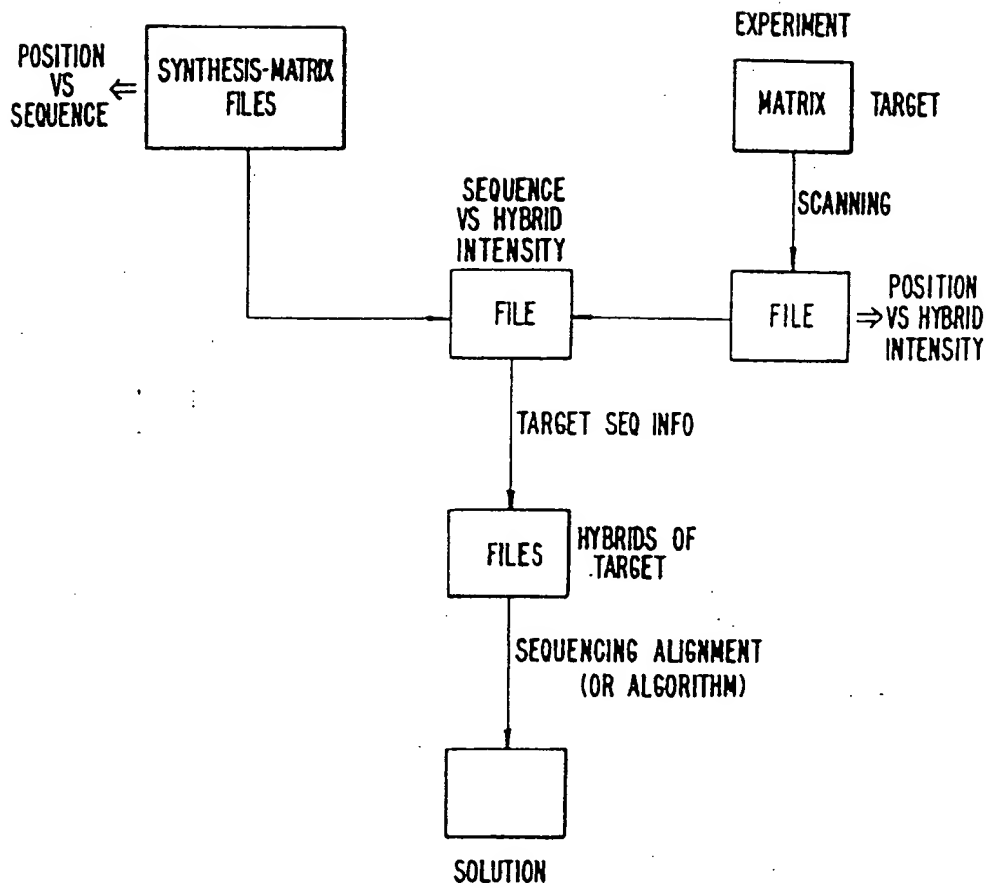 EXPERIMENT
POSITION
VS
SEQUENCE
⇐
SYNTHESIS-MATRIX
FILES
MATRIX
TARGET
SCANNING
SEQUENCE
VS HYBRID
INTENSITY
FILE
FILE
⇒
POSITION
VS HYBRID
INTENSITY
TARGET SEQ INFO
FILES
HYBRIDS OF
TARGET
SEQUENCING ALIGNMENT
(OR ALGORITHM)
SOLUTION